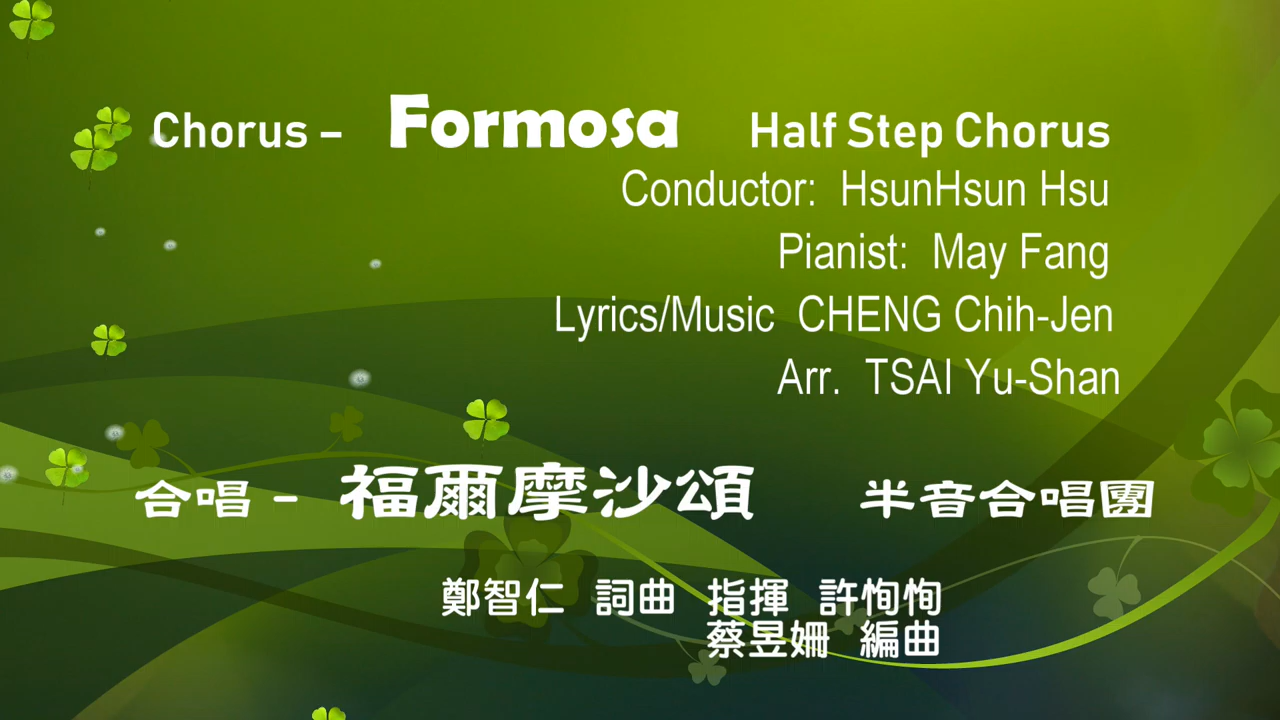 Chorus – Formosa Half Step Chorus
Conductor: HsunHsun Hsu
Pianist: May Fang
Lyrics/Music CHENG Chih-Jen
Arr. TSAI Yu-Shan
合唱 - 福爾摩沙頌 半音合唱團
鄭智仁 詞曲 指揮 許恂恂
蔡昱姍 編曲